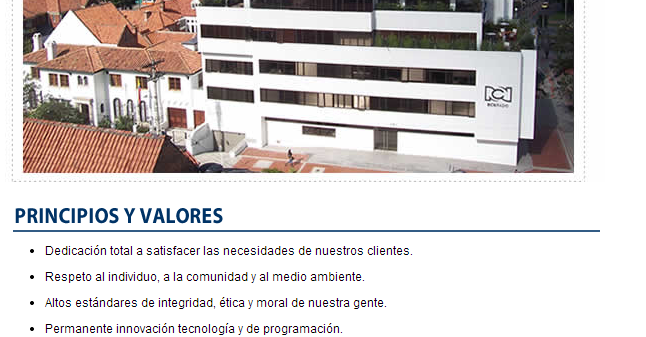 RCN
PRINCIPIOS Y VALORES
Dedicación total a satisfacer las necesidades de nuestros clientes.
Respeto al individuo, a la comunidad y al medio ambiente.
Altos estándares de integridad, ética y moral de nuestra gente.
Permanente innovación tecnología y de programación.